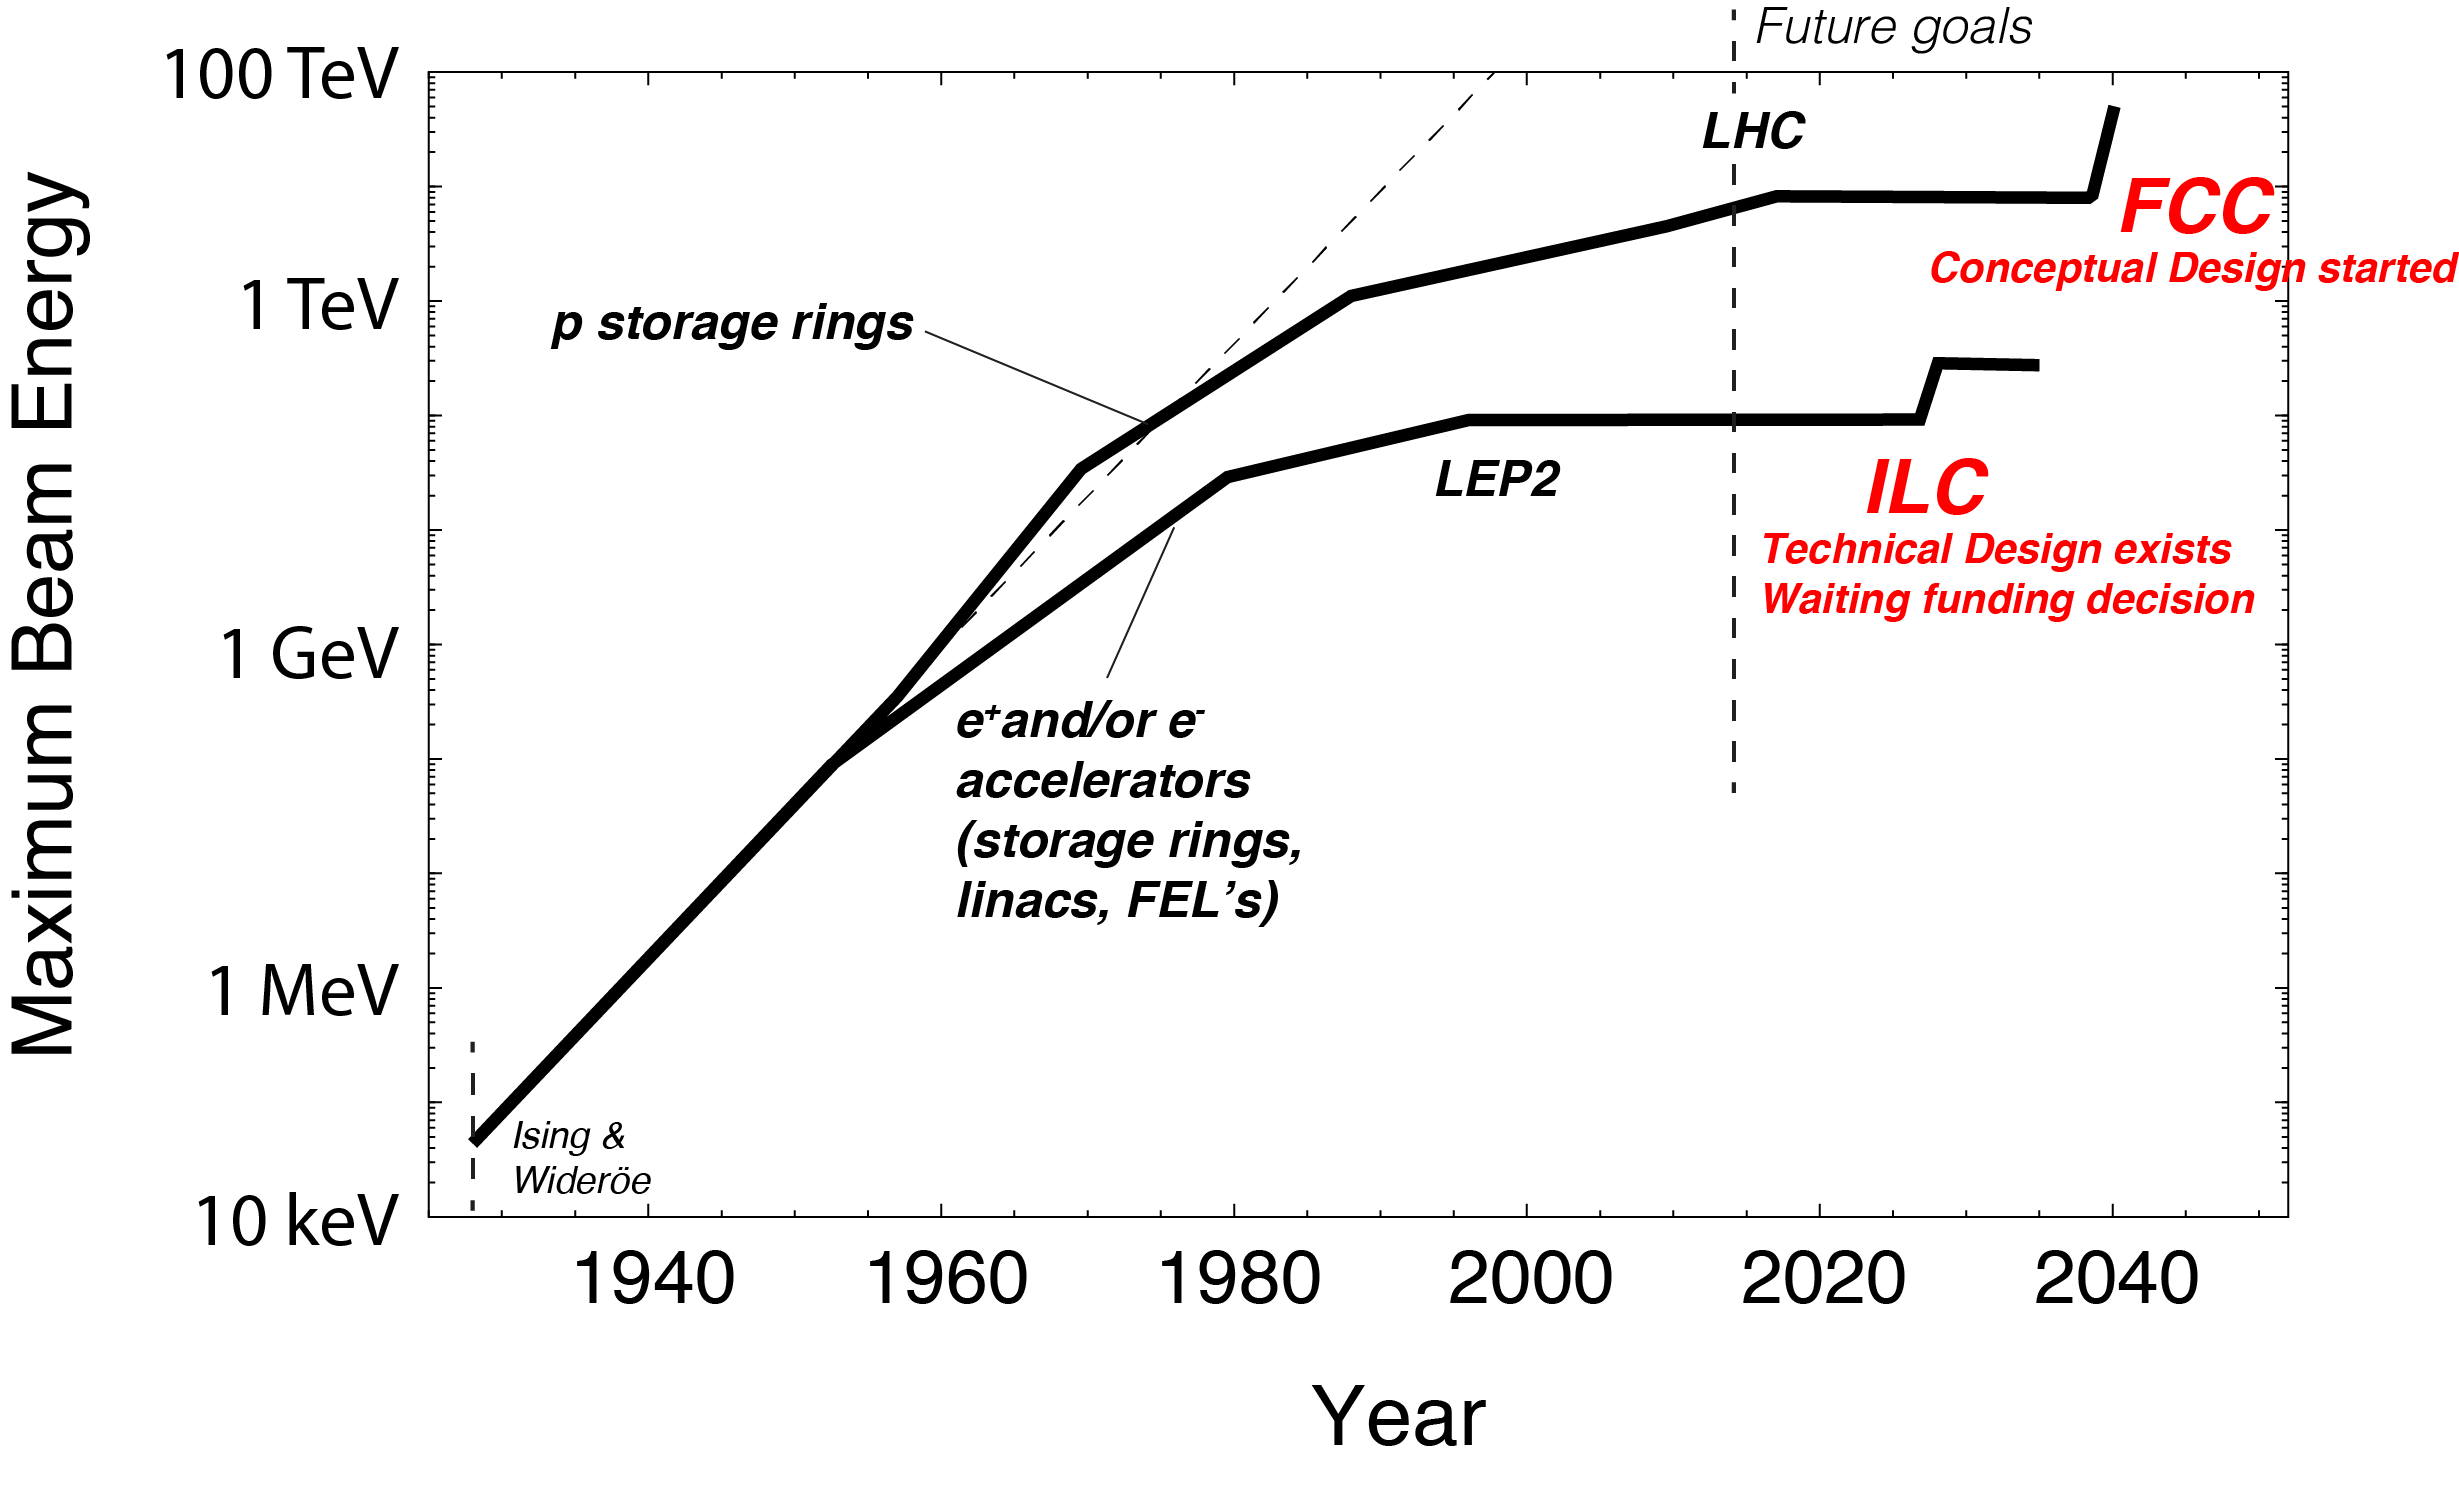 Future goals
100 TeV
LHC
FCC
Conceptual Design started
1 TeV
p storage rings
LEP2
ILC
Technical Design exists
Waiting funding decision
1 GeV
e⁺and/or e⁻
accelerators
(storage rings,
linacs, FEL’s)
1 MeV
Ising &
Wideröe
10 keV
Maximum Beam Energy
1940 1960 1980 2000 2020 2040
Year